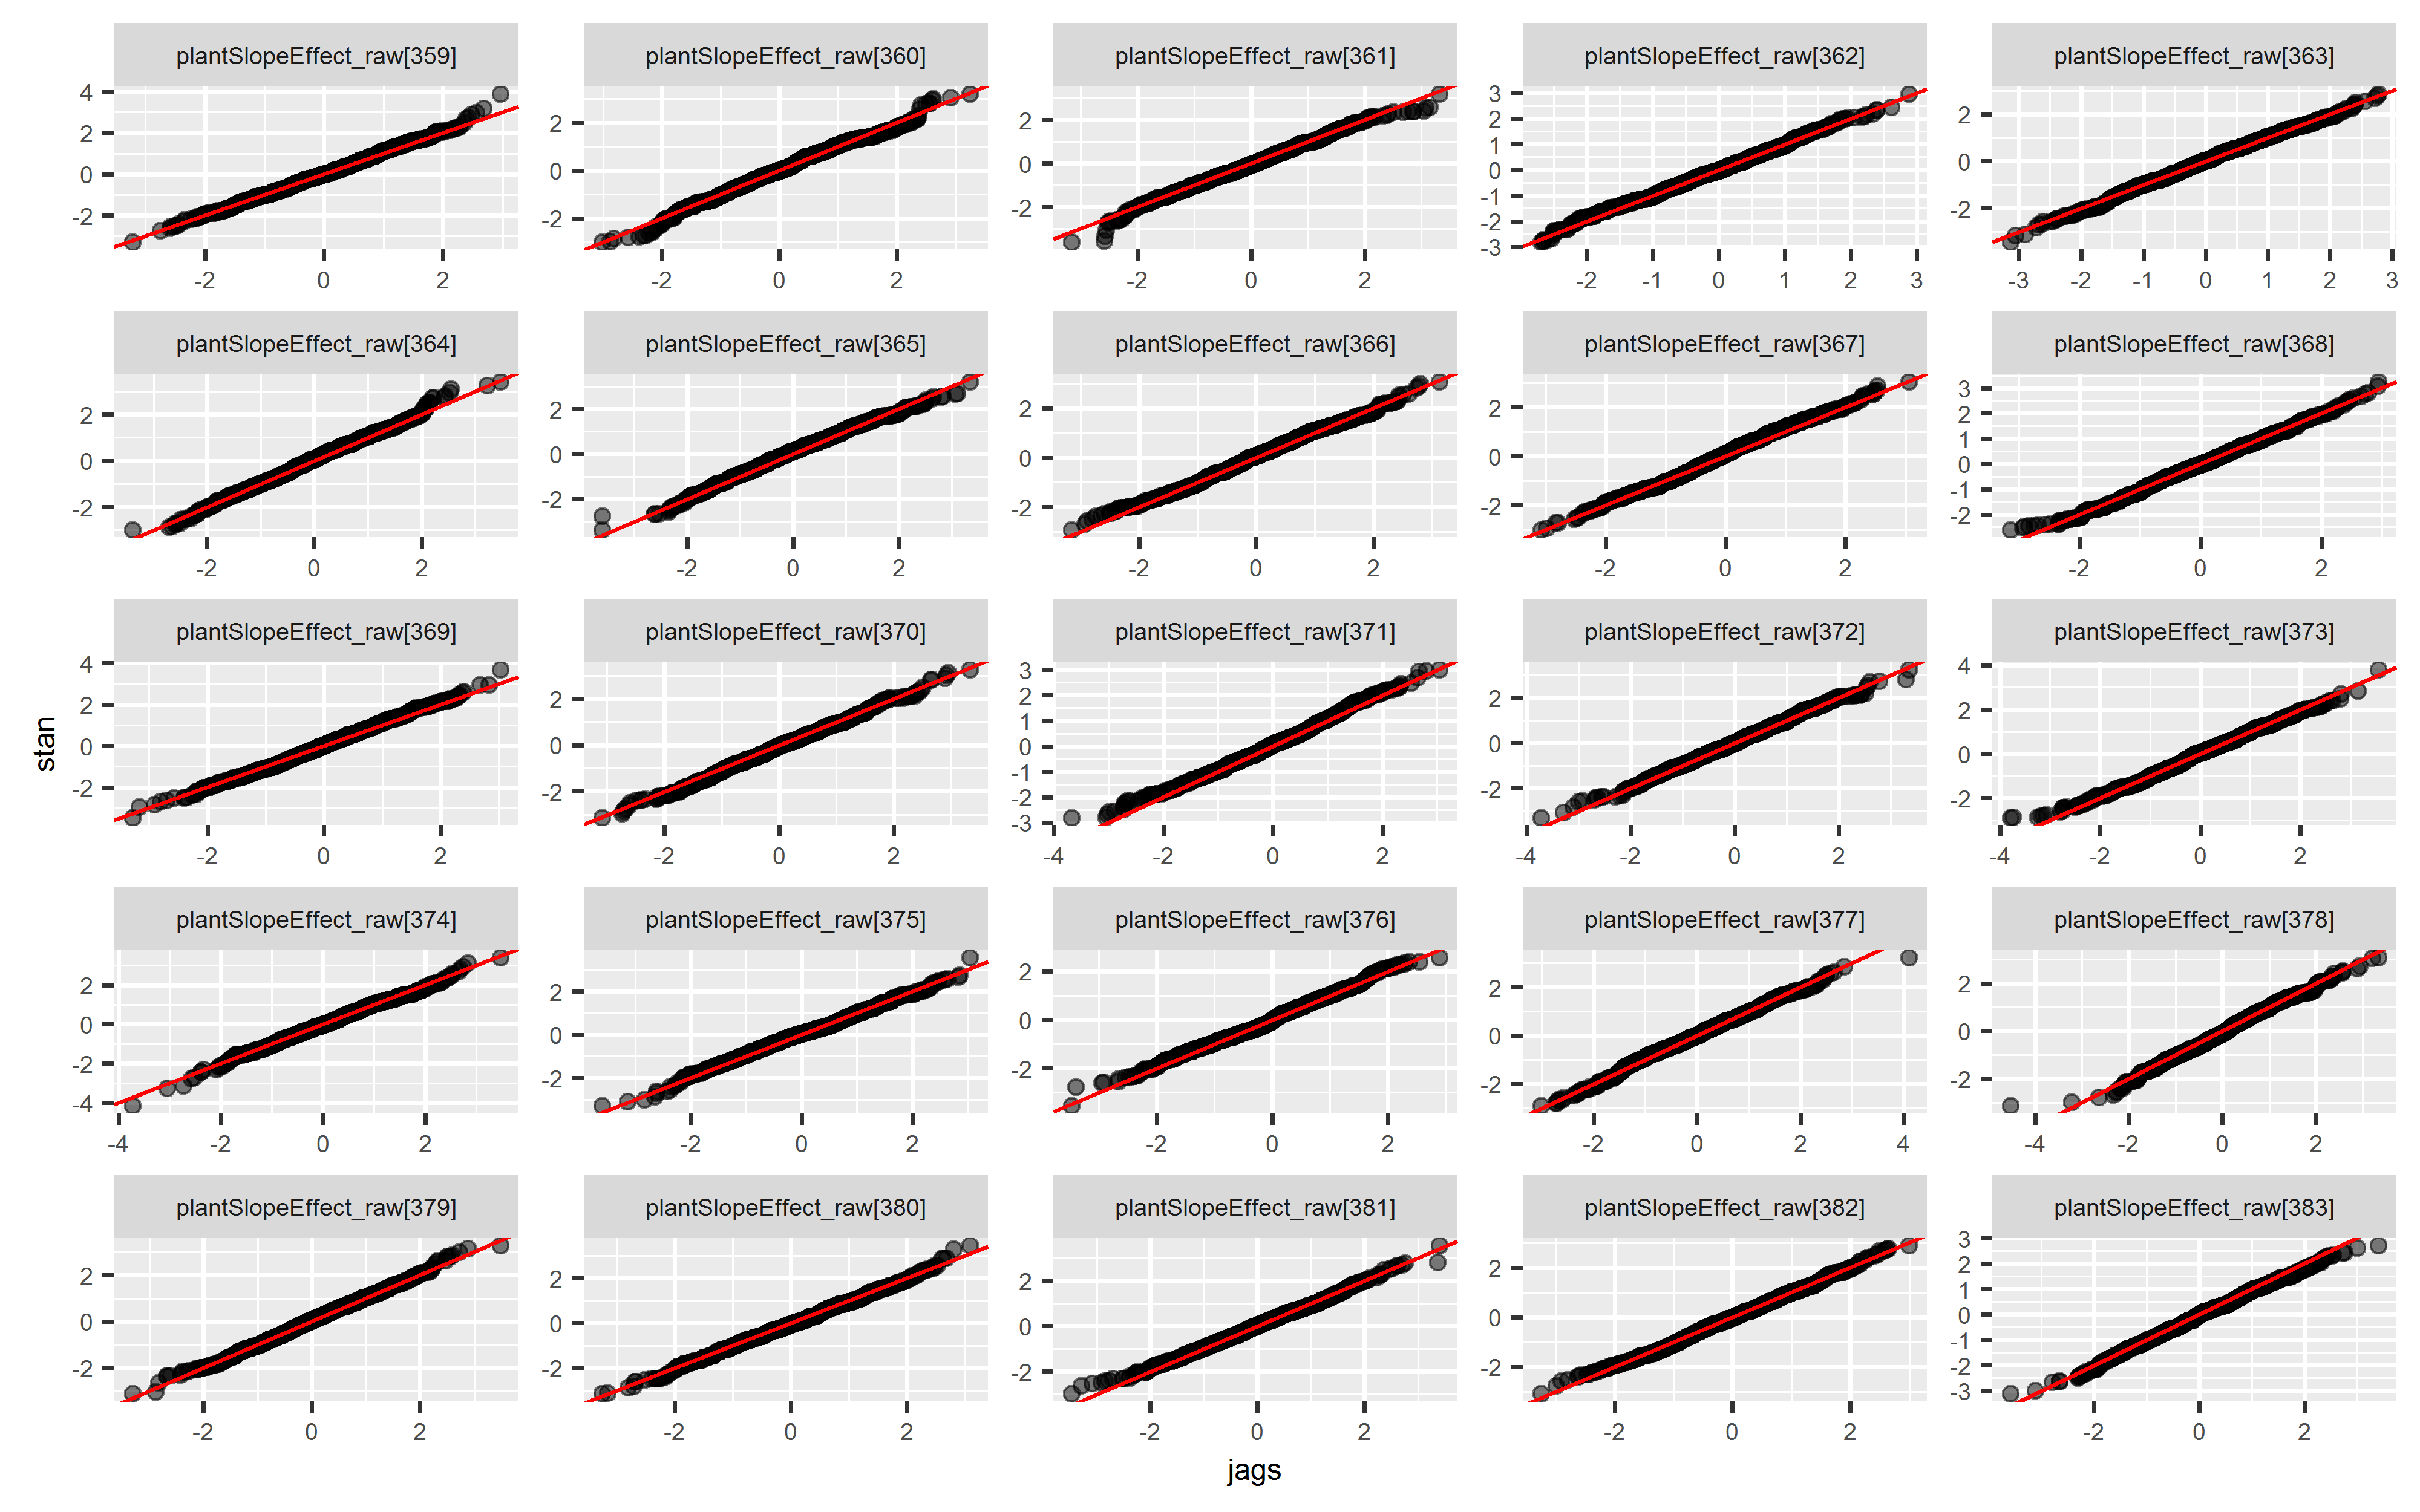 plantSlopeEffect_raw[359] plantSlopeEffect_raw[360] plantSlopeEffect_raw[361] plantSlopeEffect_raw[362] plantSlopeEffect_raw[363]
4 2 0 -2
2 0 -2
2 0 -2
3 2 1 0 -1 -2 -3
2 0 -2
-2 0 2
-2 0 2
-2 0 2
-2 -1 0 1 2 3
-3 -2 -1 0 1 2 3
plantSlopeEffect_raw[364] plantSlopeEffect_raw[365] plantSlopeEffect_raw[366] plantSlopeEffect_raw[367] plantSlopeEffect_raw[368]
2 0 -2
2 0 -2
2 0 -2
2 0 -2
3 2 1 0 -1 -2
-2 0 2
-2 0 2
-2 0 2
-2 0 2
-2 0 2
plantSlopeEffect_raw[369] plantSlopeEffect_raw[370] plantSlopeEffect_raw[371] plantSlopeEffect_raw[372] plantSlopeEffect_raw[373]
4 2 0 -2
2 0 -2
3 2 1 0 -1 -2 -3
2 0 -2
4 2 0 -2
-2 0 2
-2 0 2
-4 -2 0 2
-4 -2 0 2
-4 -2 0 2
stan
plantSlopeEffect_raw[374] plantSlopeEffect_raw[375] plantSlopeEffect_raw[376] plantSlopeEffect_raw[377] plantSlopeEffect_raw[378]
2 0 -2 -4
2 0 -2
2 0 -2
2 0 -2
2 0 -2
-4 -2 0 2
-2 0 2
-2 0 2
-2 0 2 4
-4 -2 0 2
plantSlopeEffect_raw[379] plantSlopeEffect_raw[380] plantSlopeEffect_raw[381] plantSlopeEffect_raw[382] plantSlopeEffect_raw[383]
2 0 -2
2 0 -2
2 0 -2
2 0 -2
3 2 1 0 -1 -2 -3
-2 0 2
-2 0 2
-2 0 2
-2 0 2
-2 0 2
jags